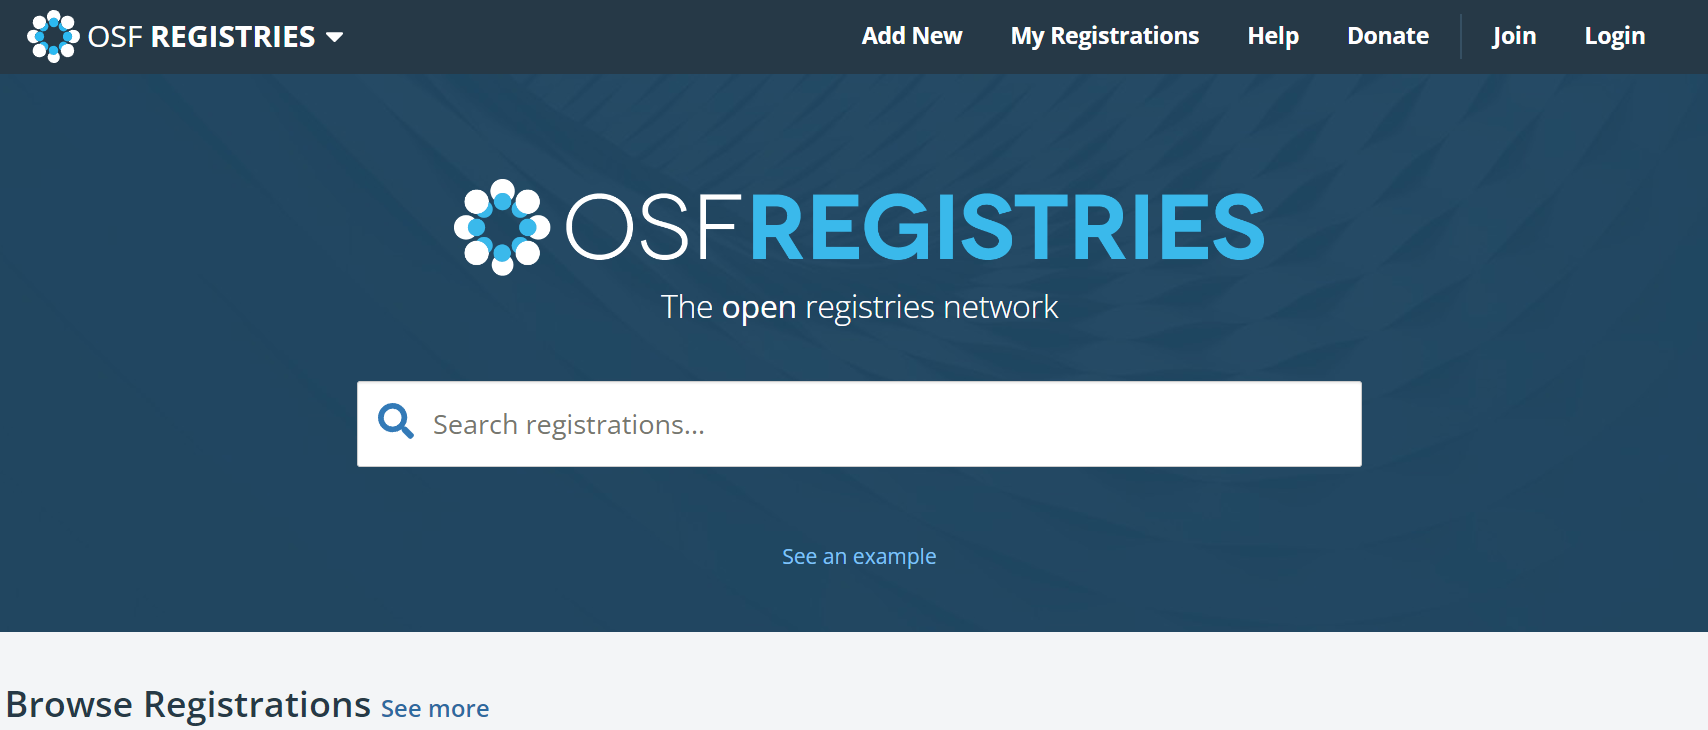 OSF REGISTRIES Add New My Registrations Help Donate Join Login
OSFREGISTRIES
The open registries network
Search registrations...
See an example
Browse Registrations See more